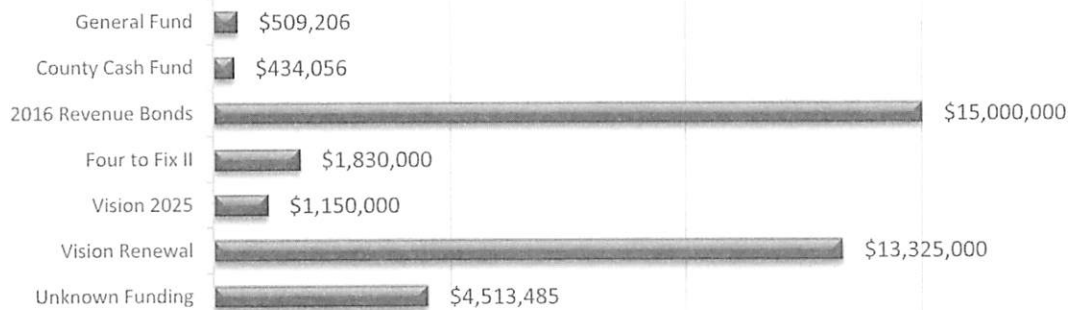 General Fund $509,206
County Cash Fund $434,056
2016 Revenue Bonds $15,000,000
Four to Fix II $1,830,000
Vision 2025 $1,150,000
Vision Renewal $13,325,000
Unknown Funding $4,513,485